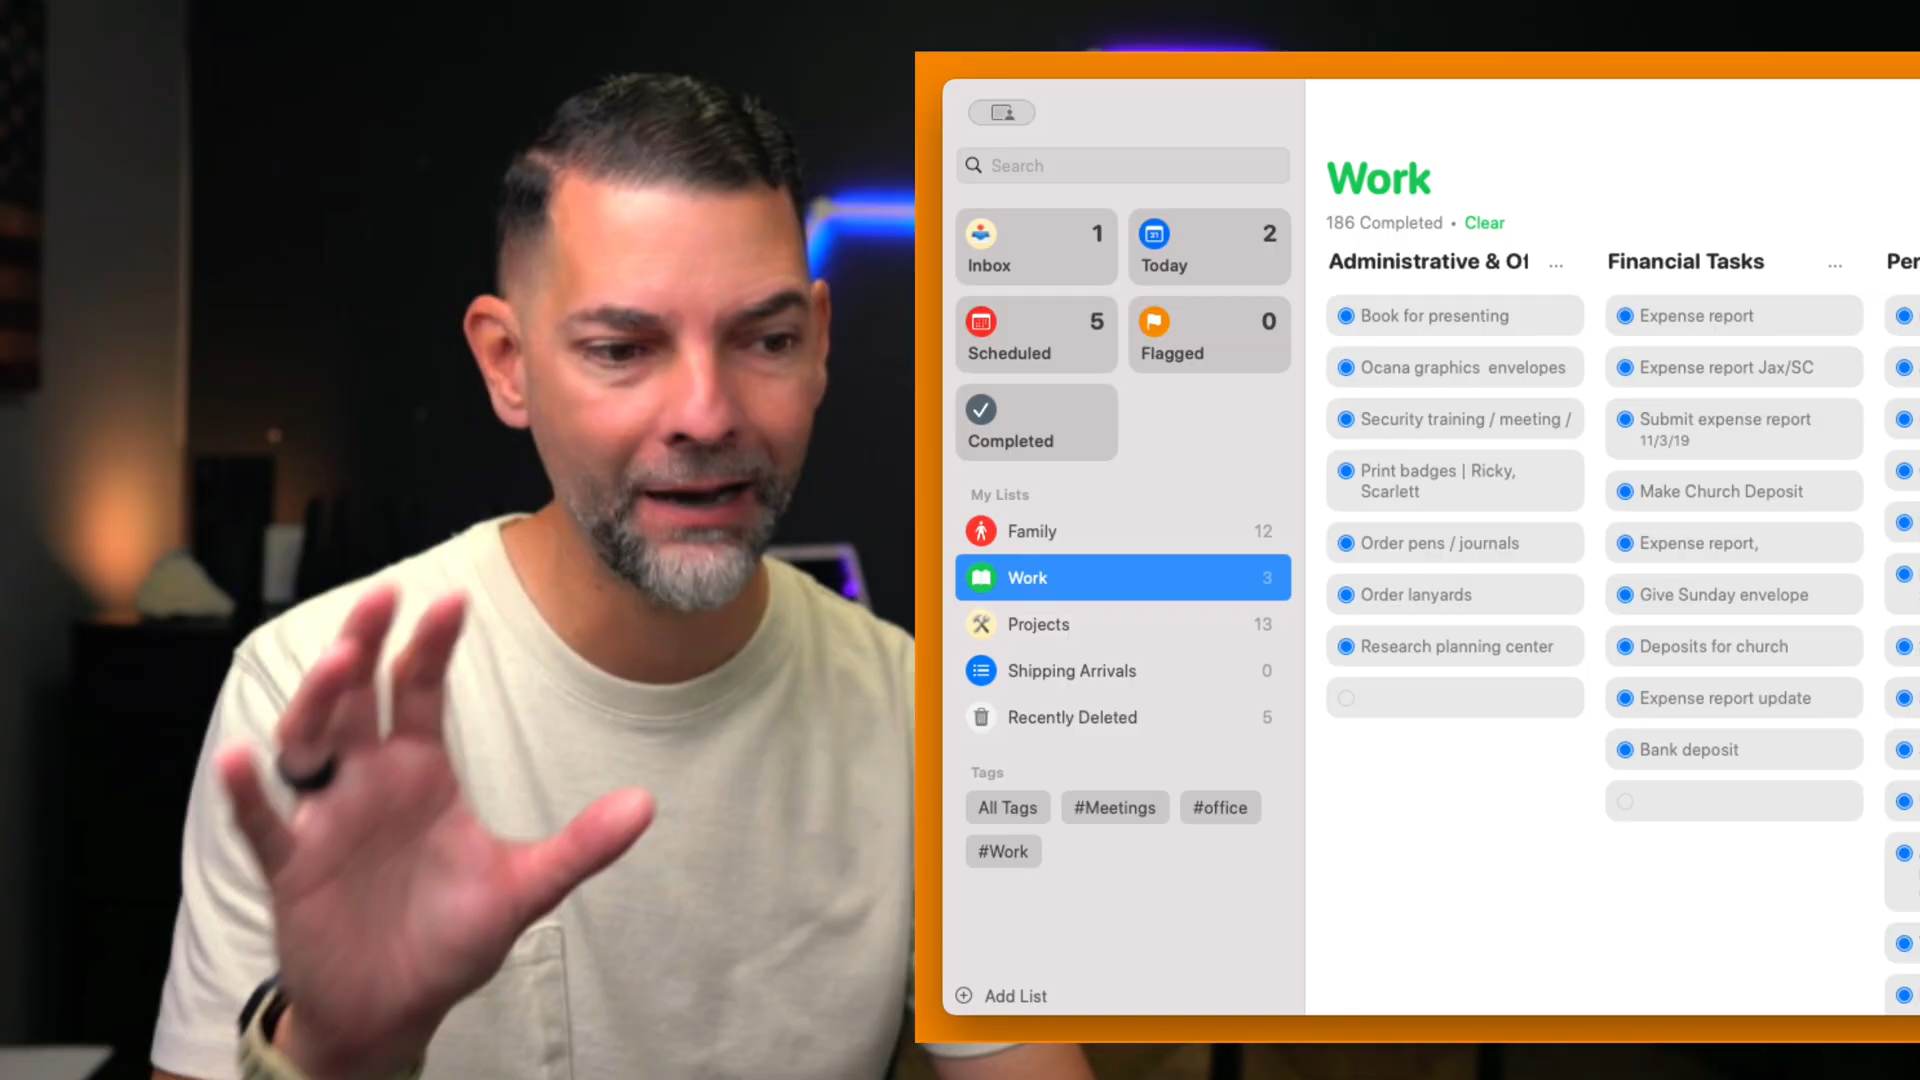 Search
1
Inbox
2
Today
5
Scheduled
0
Flagged
Completed
My Lists
Family 12
Work 3
Projects 13
Shipping Arrivals 0
Recently Deleted 5
Tags
All Tags #Meetings #office
#Work
Add List
Work
186 Completed • Clear
Administrative & Of ...
Book for presenting
Ocana graphics envelopes
Security training / meeting /
Print badges | Ricky,
Scarlett
Order pens / journals
Order lanyards
Research planning center
Financial Tasks ...
Expense report
Expense report Jax/SC
Submit expense report
11/3/19
Make Church Deposit
Expense report,
Give Sunday envelope
Deposits for church
Expense report update
Bank deposit
Per